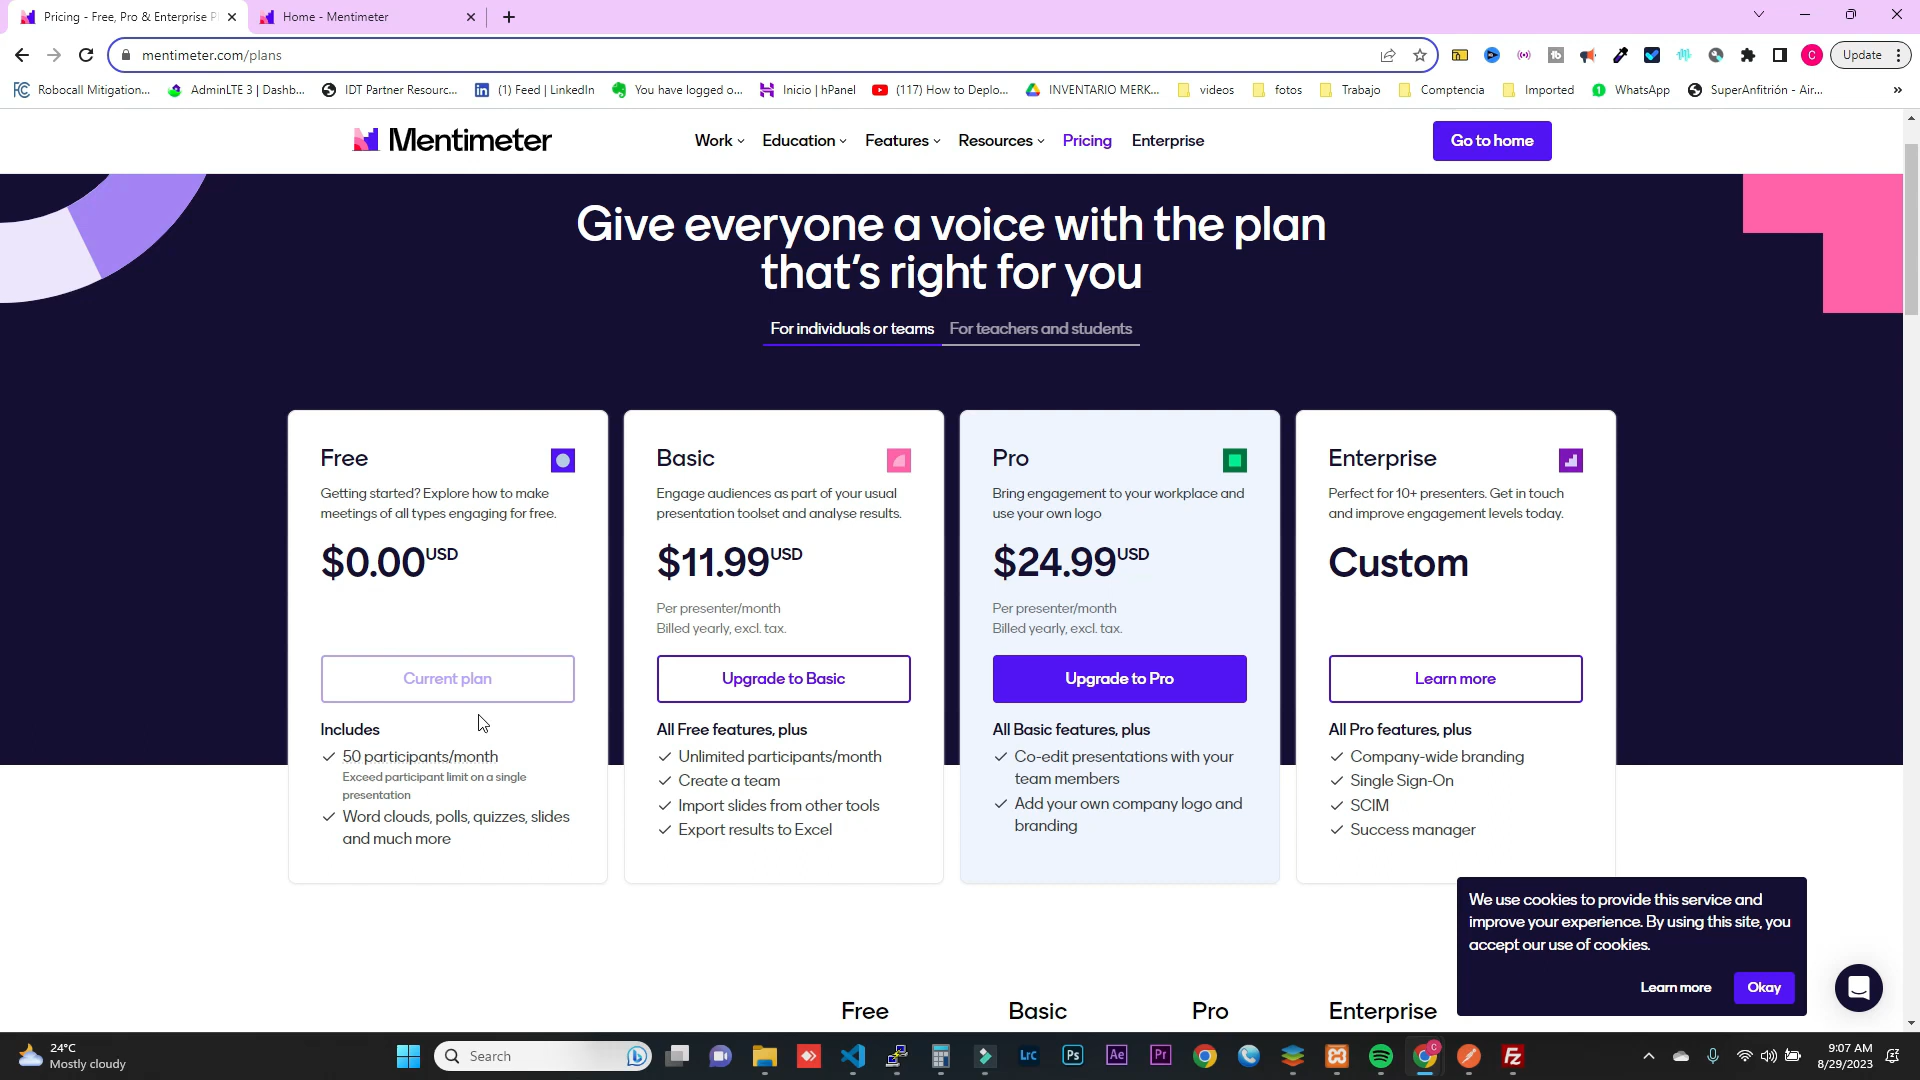 Pricing - Free, Pro & Enterprise P
Home - Mentimeter
mentimeter.com/plans
Update
Robocall Mitigation...
AdminLTE 3 | Dashb...
IDT Partner Resourc...
(1) Feed | LinkedIn
You have logged o...
Inicio | hPanel
(117) How to Deplo...
INVENTARIO MERK...
videos
fotos
Trabajo
Comptencia
Imported
WhatsApp
SuperAnfitrión - Air...
Mentimeter
Work
Education
Features
Resources
Pricing
Enterprise
Go to home
Give everyone a voice with the plan
that's right for you
For individuals or teams
For teachers and students
Free
Getting started? Explore how to make
meetings of all types engaging for free.
$0.00USD
Current plan
Includes
50 participants/month
Exceed participant limit on a single
presentation
Word clouds, polls, quizzes, slides
and much more
Basic
Engage audiences as part of your usual
presentation toolset and analyse results.
$11.99USD
Per presenter/month
Billed yearly, excl. tax.
Upgrade to Basic
All Free features, plus
Unlimited participants/month
Create a team
Import slides from other tools
Export results to Excel
Pro
Bring engagement to your workplace and
use your own logo
$24.99USD
Per presenter/month
Billed yearly, excl. tax.
Upgrade to Pro
All Basic features, plus
Co-edit presentations with your
team members
Add your own company logo and
branding
Enterprise
Perfect for 10+ presenters. Get in touch
and improve engagement levels today.
Custom
Learn more
All Pro features, plus
Company-wide branding
Single Sign-On
SCIM
Success manager
We use cookies to provide this service and
improve your experience. By using this site, you
accept our use of cookies.
Learn more
Okay
Free
Basic
Pro
Enterprise
24°C
Mostly cloudy
Search
Lrc
Ps
Ae
Pr
9:07 AM
8/29/2023